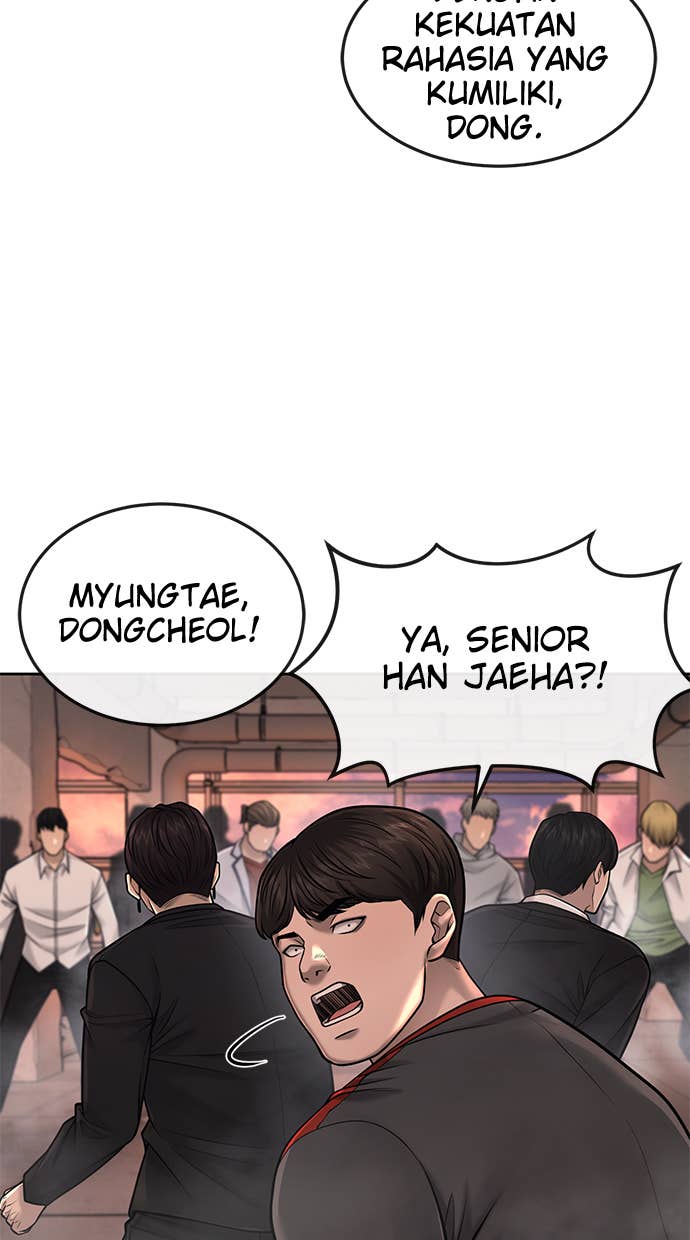 KEKUATAN
RAHASIA YANG
KUMILIKI,
DONG.
MYUNGTAE,
DONGCHEOL!
YA, SENIOR
HAN JAEHA?!